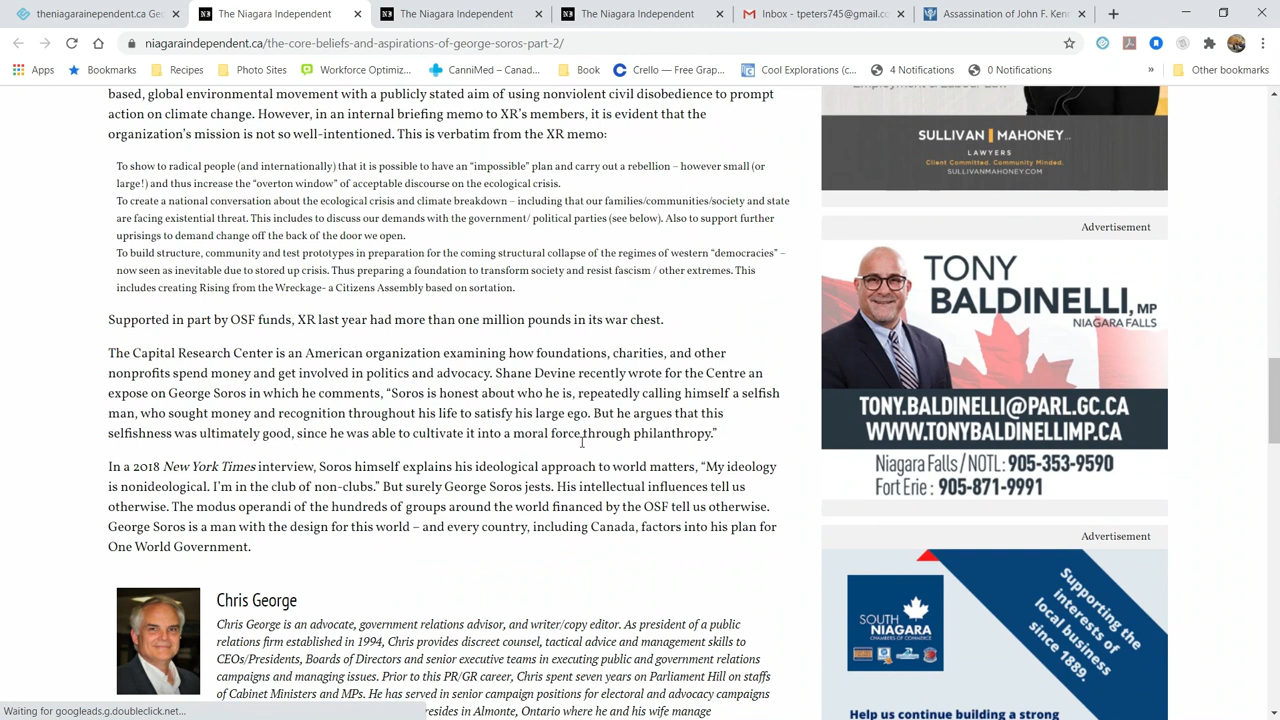 theniagaraindependent.ca Geo
The Niagara Independent
The Niagara Independent
The Niagara Independent
Inbox - tpeters745@gmail.co
Assassination of John F. Kenn
niagaraindependent.ca/the-core-beliefs-and-aspirations-of-george-soros-part-2/
Apps
Bookmarks
Recipes
Photo Sites
Workforce Optimiz...
CanniMed – Canad...
Book
Crello — Free Grap...
Cool Explorations (c...
4 Notifications
0 Notifications
»
Other bookmarks
based, global environmental movement with a publicly stated aim of using nonviolent civil disobedience to prompt
action on climate change. However, in an internal briefing memo to XR's members, it is evident that the
organization's mission is not so well-intentioned. This is verbatim from the XR memo:
To show to radical people (and internationally) that it is possible to have an “impossible” plan and carry out a rebellion – however small (or
large!) and thus increase the “overton window” of acceptable discourse on the ecological crisis.
To create a national conversation about the ecological crisis and climate breakdown – including that our families/communities/society and state
are facing existential threat. This includes to discuss our demands with the government/ political parties (see below). Also to support further
uprisings to demand change off the back of the door we open.
To build structure, community and test prototypes in preparation for the coming structural collapse of the regimes of western “democracies” –
now seen as inevitable due to stored up crisis. Thus preparing a foundation to transform society and resist fascism / other extremes. This
includes creating Rising from the Wreckage- a Citizens Assembly based on sortation.
Supported in part by OSF funds, XR last year had more than one million pounds in its war chest.
The Capital Research Center is an American organization examining how foundations, charities, and other
nonprofits spend money and get involved in politics and advocacy. Shane Devine recently wrote for the Centre an
expose on George Soros in which he comments, “Soros is honest about who he is, repeatedly calling himself a selfish
man, who sought money and recognition throughout his life to satisfy his large ego. But he argues that this
selfishness was ultimately good, since he was able to cultivate it into a moral force through philanthropy.”
In a 2018 New York Times interview, Soros himself explains his ideological approach to world matters, “My ideology
is nonideological. I'm in the club of non-clubs.” But surely George Soros jests. His intellectual influences tell us
otherwise. The modus operandi of the hundreds of groups around the world financed by the OSF tell us otherwise.
George Soros is a man with the design for this world – and every country, including Canada, factors into his plan for
One World Government.
Chris George
Chris George is an advocate, government relations advisor, and writer/copy editor. As president of a public
relations firm established in 1994, Chris provides discreet counsel, tactical advice and management skills to
CEOs/Presidents, Boards of Directors and senior executive teams in executing public and government relations
campaigns and managing issues. Prior to this PR/GR career, Chris spent seven years on Parliament Hill on staffs
of Cabinet Ministers and MPs. He has served in senior campaign positions for electoral and advocacy campaigns
resides in Almonte, Ontario where he and his wife manage
Waiting for googleads.g.doubleclick.net...
SULLIVAN MAHONEY LLP
LAWYERS
Client Committed. Community Minded.
SULLIVANMAHONEY.COM
Advertisement
TONY
BALDINELLI, MP
NIAGARA FALLS
TONY.BALDINELLI@PARL.GC.CA
WWW.TONYBALDINELLIMP.CA
Niagara Falls / NOTL: 905-353-9590
Fort Erie : 905-871-9991
Advertisement
SOUTH
NIAGARA
CHAMBERS OF COMMERCE
Supporting the
interests of
local business
since 1889.
Help us continue building a strong